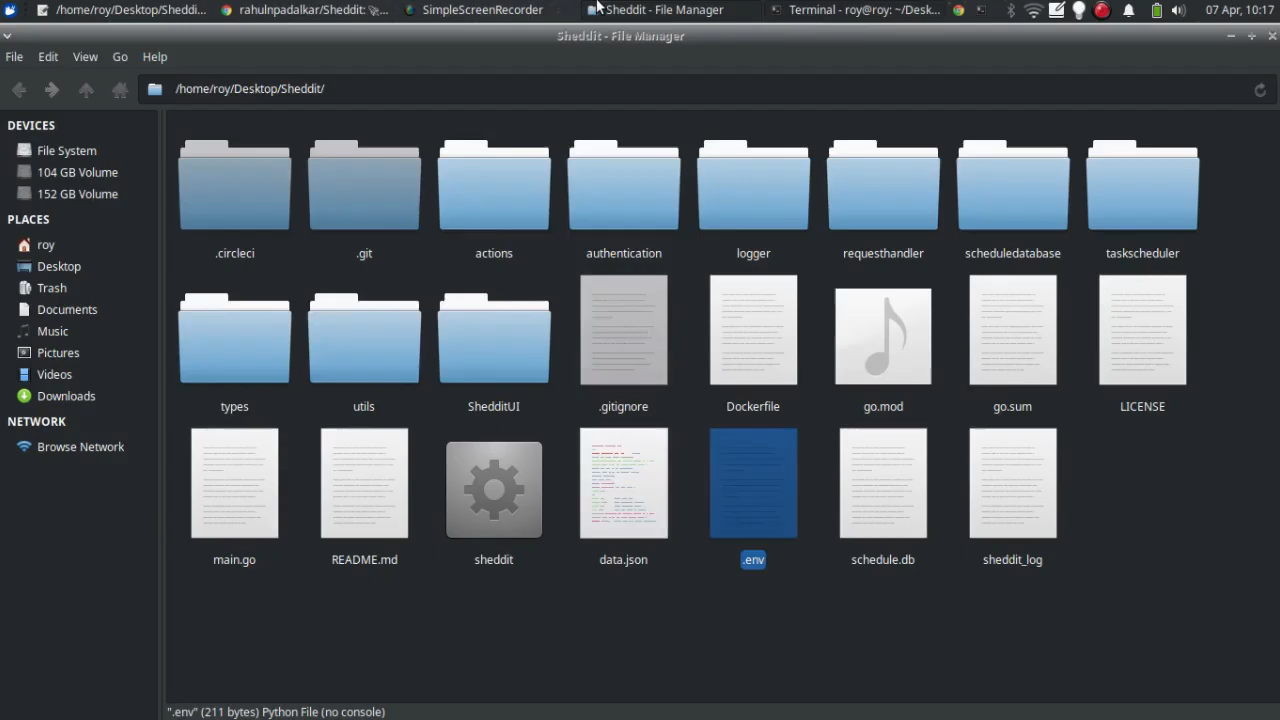 /home/roy/Desktop/Sheddi...
rahulnpadalkar/Sheddit:
SimpleScreenRecorder
Sheddit - File Manager
Terminal - roy@roy: ~/Desk...
07 Apr, 10:17
Sheddit - File Manager
File Edit View Go Help
/home/roy/Desktop/Sheddit/
DEVICES
File System
104 GB Volume
152 GB Volume
PLACES
roy
Desktop
Trash
Documents
Music
Pictures
Videos
Downloads
NETWORK
Browse Network
.circleci
.git
actions
authentication
logger
requesthandler
scheduledatabase
taskscheduler
types
utils
ShedditUI
.gitignore
Dockerfile
go.mod
go.sum
LICENSE
main.go
README.md
sheddit
data.json
.env
schedule.db
sheddit_log
".env" (211 bytes) Python File (no console)